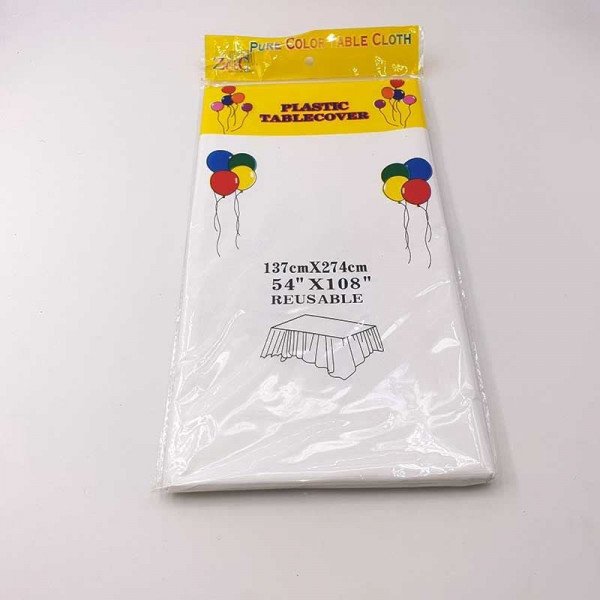 PURE COLOR TABLE CLOTH
PLASTIC
TABLECOVER
137cmX274cm
54"X108"
REUSABLE